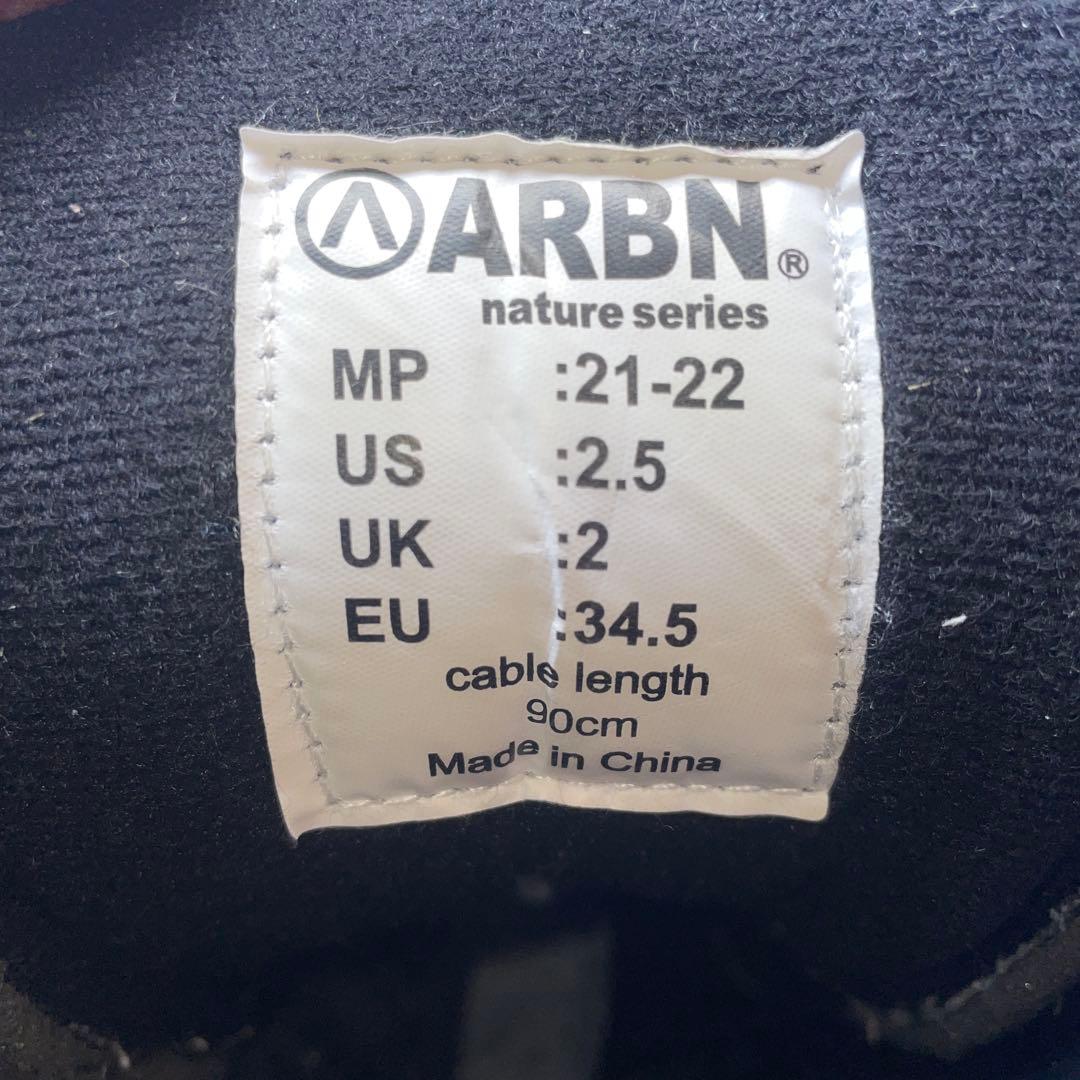 ARBN®
nature series
MP :21-22
US :2.5
UK :2
EU :34.5
cable length
90cm
Made in China